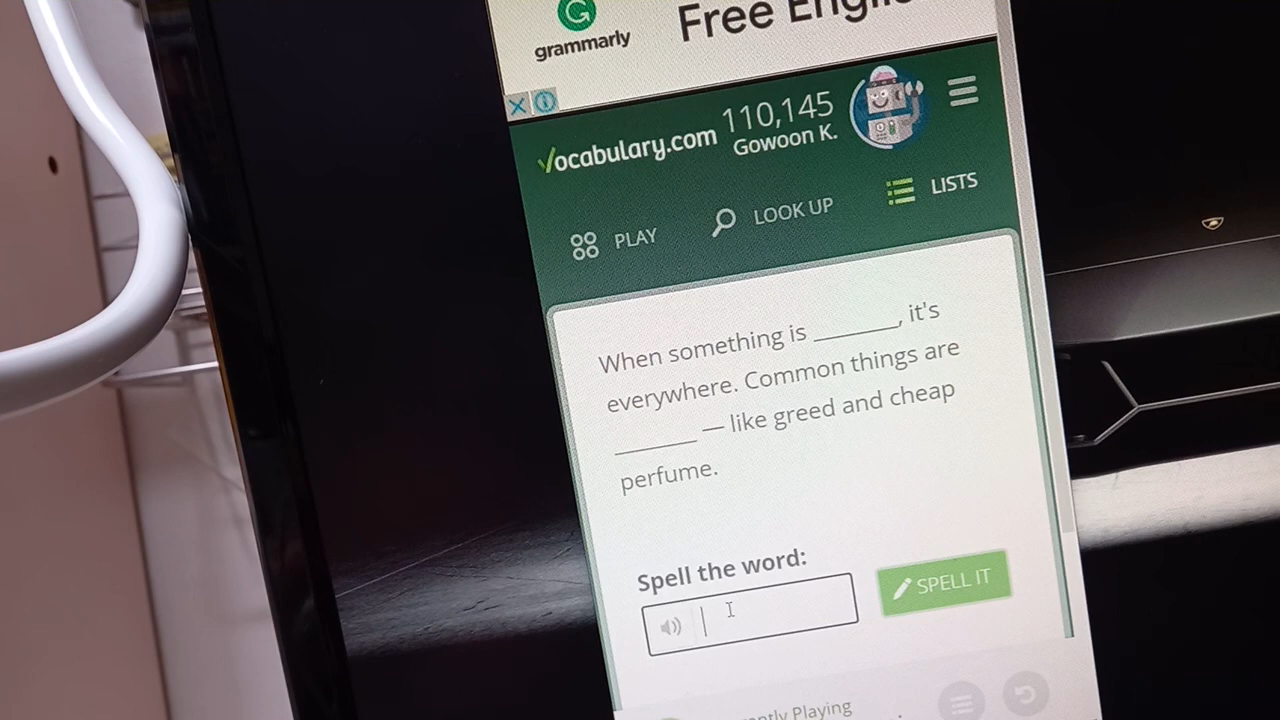 grammarly
Free
Vocabulary.com
110,145
Gowoon K.
PLAY
LOOK UP
LISTS
When something is _______, it's
everywhere. Common things are
_______ — like greed and cheap
perfume.
Spell the word:
SPELL IT
Playing